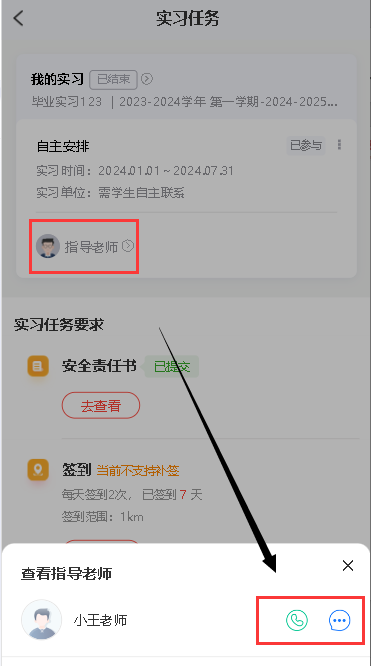 实习任务
我的实习 已结束
毕业实习123 | 2023-2024学年 第一学期-2024-2025...
自主安排 已参与
实习时间：2024.01.01～2024.07.31
实习单位：需学生自主联系
指导老师
实习任务要求
安全责任书 已提交
去查看
签到 当前不支持补签
每天签到2次， 已签到 7 天
签到范围：1km
查看指导老师
小王老师